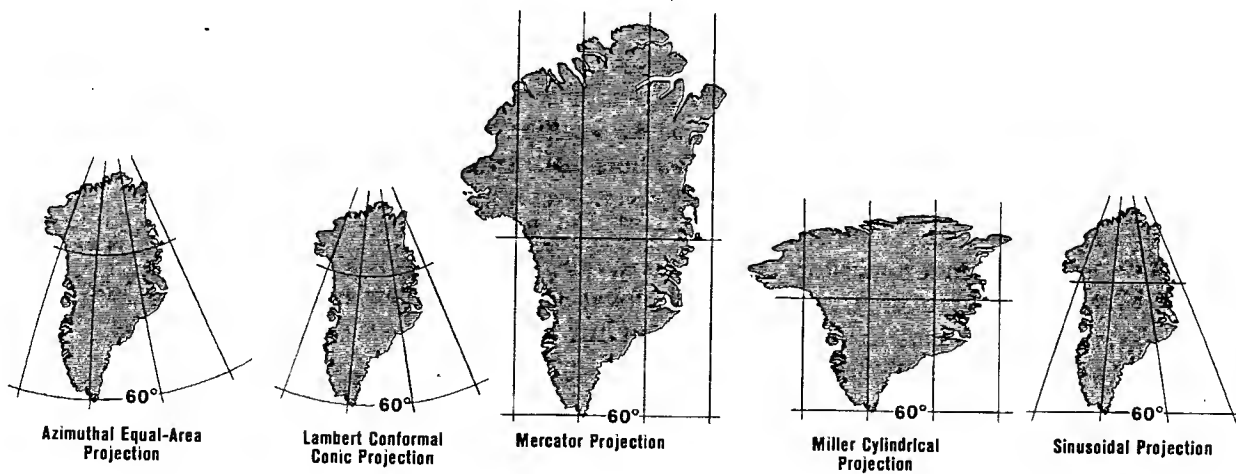 60°
Azimuthal Equal-Area
Projection
60°
Lambert Conformal
Conic Projection
60°
Mercator Projection
60°
Miller Cylindrical
Projection
60°
Sinusoidal Projection